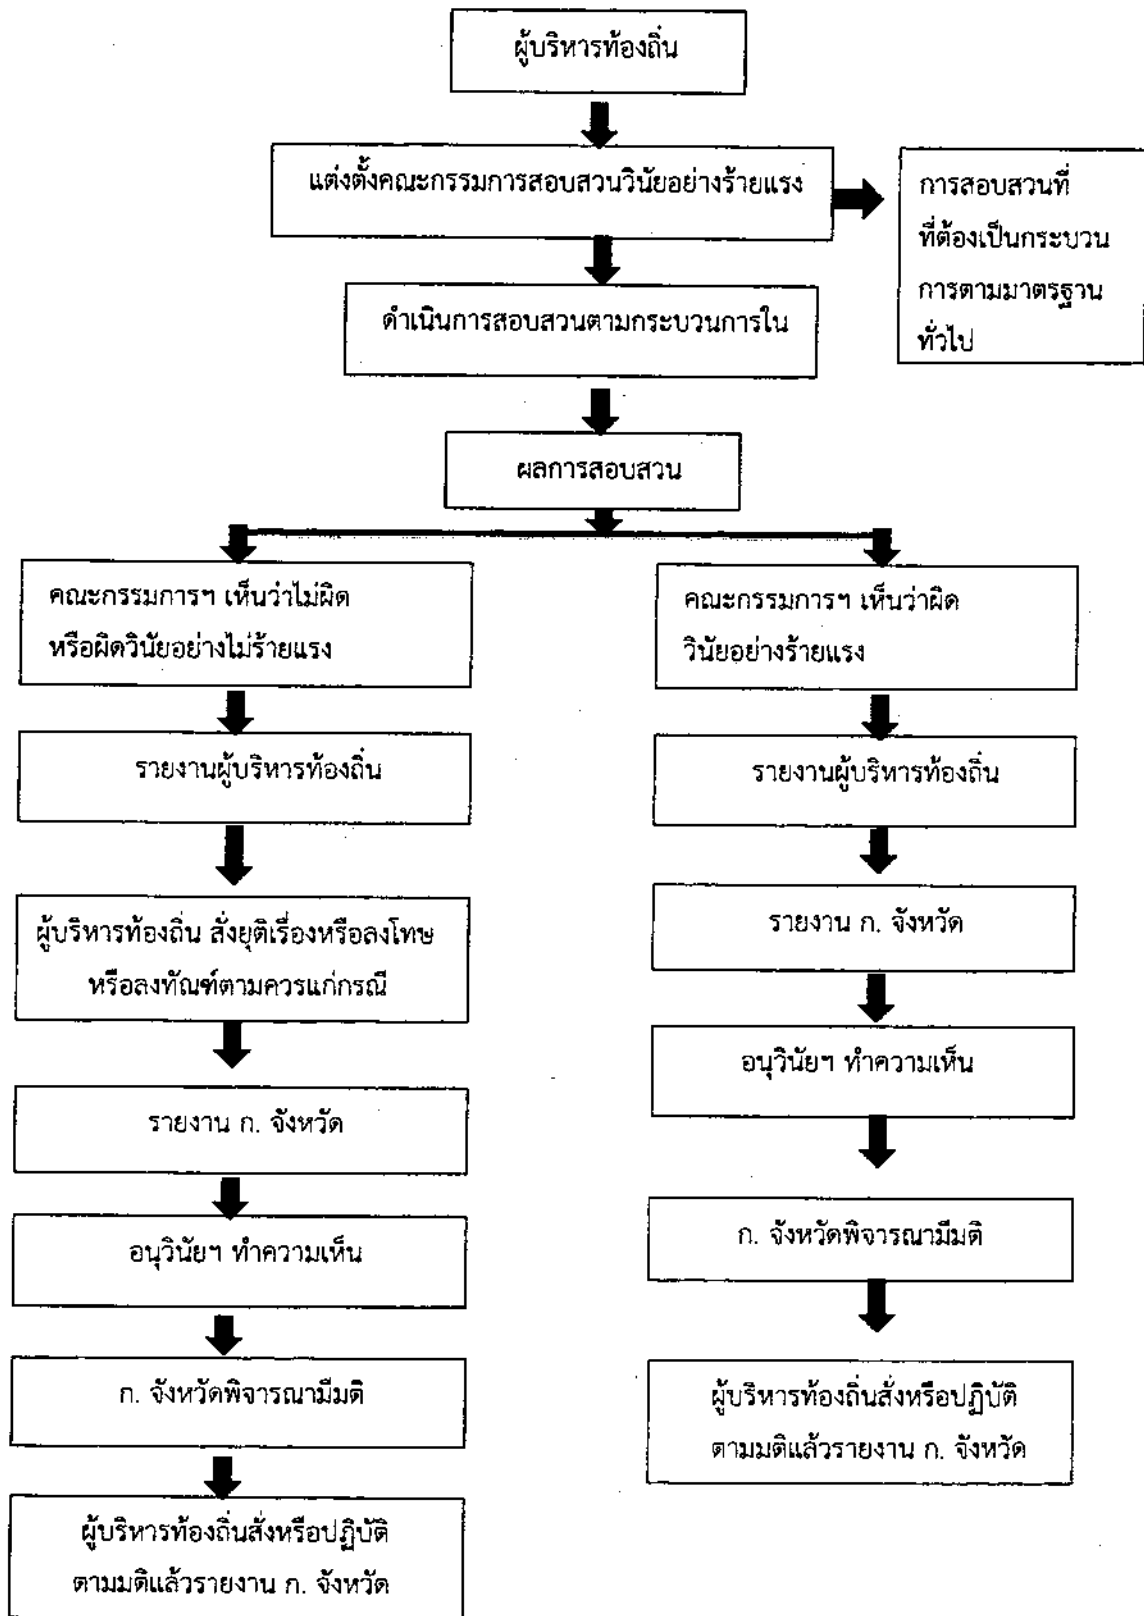 ผู้บริหารท้องถิ่น
แต่งตั้งคณะกรรมการสอบสวนวินัยอย่างร้ายแรง
การสอบสวนที่
ที่ต้องเป็นกระบวน
การตามมาตรฐาน
ทั่วไป
ดำเนินการสอบสวนตามกระบวนการใน
ผลการสอบสวน
คณะกรรมการฯ เห็นว่าไม่ผิด
หรือผิดวินัยอย่างไม่ร้ายแรง
รายงานผู้บริหารท้องถิ่น
ผู้บริหารท้องถิ่น สั่งยุติเรื่องหรือลงโทษ
หรือลงทัณฑ์ตามควรแก่กรณี
รายงาน ก. จังหวัด
อนุวินัยฯ ทำความเห็น
ก. จังหวัดพิจารณามีมติ
ผู้บริหารท้องถิ่นสั่งหรือปฏิบัติ
ตามมติแล้วรายงาน ก. จังหวัด
คณะกรรมการฯ เห็นว่าผิด
วินัยอย่างร้ายแรง
รายงานผู้บริหารท้องถิ่น
รายงาน ก. จังหวัด
อนุวินัยฯ ทำความเห็น
ก. จังหวัดพิจารณามีมติ
ผู้บริหารท้องถิ่นสั่งหรือปฏิบัติ
ตามมติแล้วรายงาน ก. จังหวัด